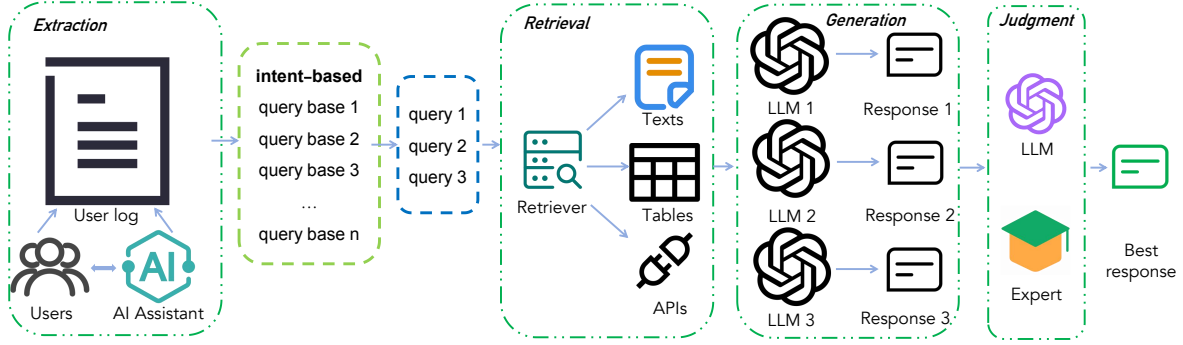 Extraction
User log
Users
AI
AI Assistant
intent-based
query base 1
query base 2
query base 3
...
query base n
query 1
query 2
query 3
Retrieval
Retriever
Texts
Tables
APIs
Generation
LLM 1
Response 1
LLM 2
Response 2
LLM 3
Response 3
Judgment
LLM
Expert
Best
response